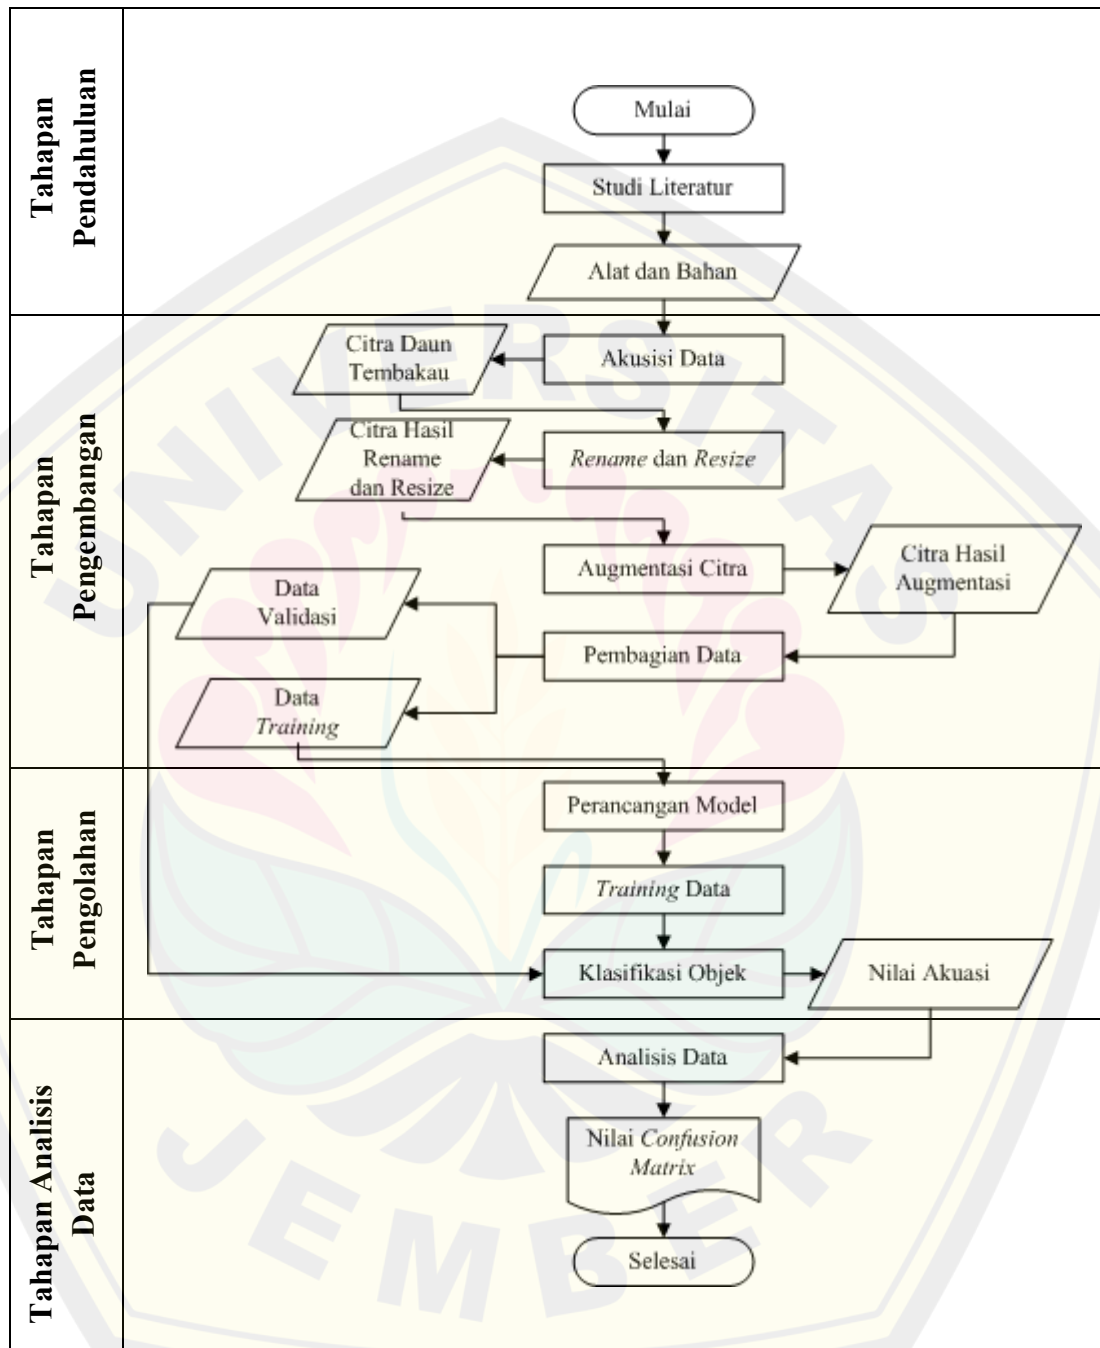 Tahapan
Pendahuluan
Mulai
Studi Literatur
Alat dan Bahan
Tahapan
Pengembangan
Citra Daun
Tembakau
Akusisi Data
Citra Hasil
Rename
dan Resize
Rename dan Resize
Augmentasi Citra
Citra Hasil
Augmentasi
Data
Validasi
Pembagian Data
Data
Training
Tahapan
Pengolahan
Perancangan Model
Training Data
Klasifikasi Objek
Nilai Akuasi
Tahapan Analisis
Data
Analisis Data
Nilai Confusion
Matrix
Selesai
UNIVERSITAS
JEMBER